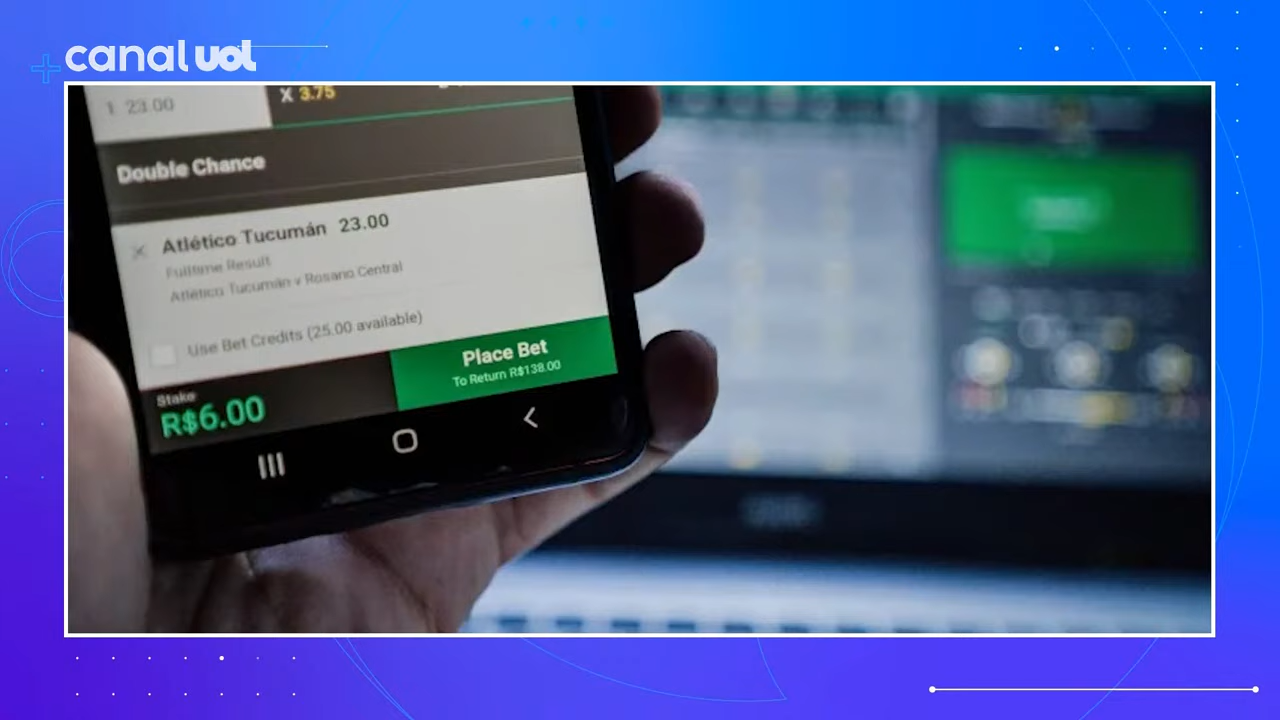 canal uol
1 23.00
X 3.75
Double Chance
Atlético Tucumán 23.00
Fulltime Result
Atlético Tucumán v Rosario Central
Use Bet Credits (25.00 available)
Place Bet
To Return R$138.00
Stake
R$6.00